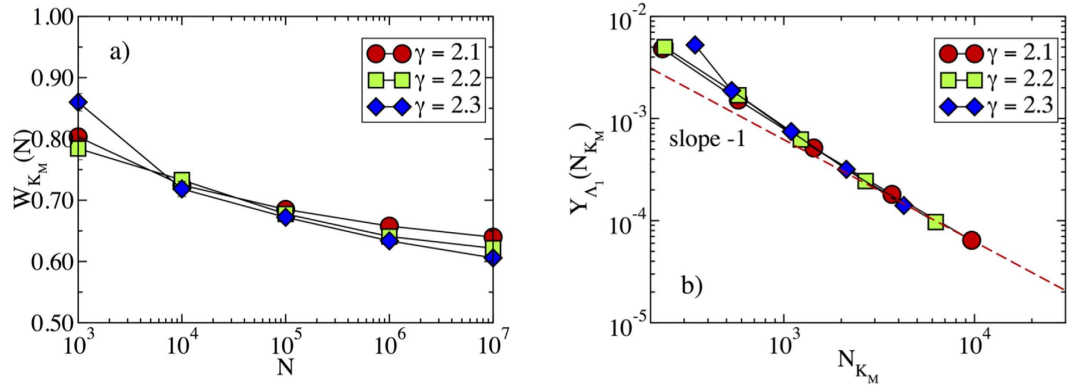 1.00
0.90
0.80
0.70
0.60
0.50
W_{K_M}(N)
a)
γ = 2.1
γ = 2.2
γ = 2.3
10^3
10^4
10^5
10^6
10^7
N
10^{-2}
10^{-3}
10^{-4}
10^{-5}
Y_{Λ_1}(N_{K_M})
slope -1
b)
γ = 2.1
γ = 2.2
γ = 2.3
10^3
10^4
N_{K_M}